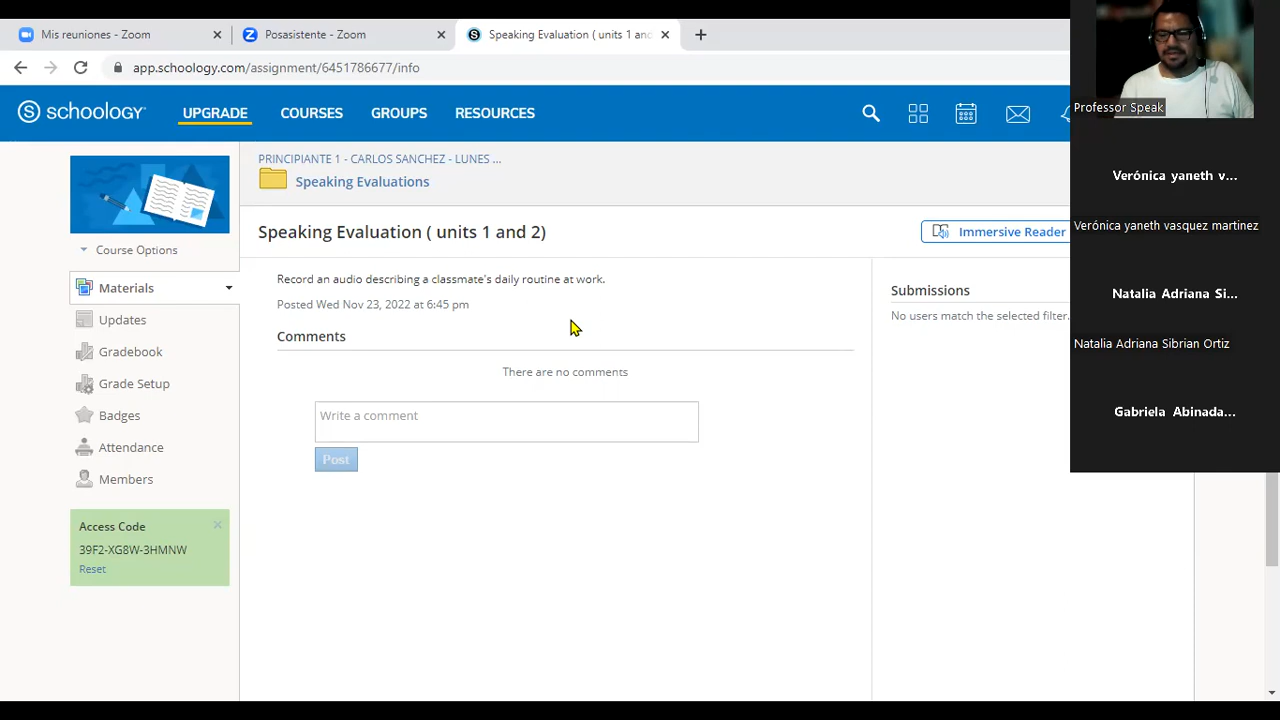 Mis reuniones - Zoom
Posasistente - Zoom
Speaking Evaluation ( units 1 and
app.schoology.com/assignment/6451786677/info
S schoology
UPGRADE
COURSES
GROUPS
RESOURCES
Professor Speak
PRINCIPIANTE 1 - CARLOS SANCHEZ - LUNES ...
Speaking Evaluations
Verónica yaneth v...
Verónica yaneth vasquez martinez
Speaking Evaluation ( units 1 and 2)
Immersive Reader
Course Options
Record an audio describing a classmate's daily routine at work.
Posted Wed Nov 23, 2022 at 6:45 pm
Submissions
No users match the selected filter.
Natalia Adriana Si...
Natalia Adriana Sibrian Ortiz
Materials
Updates
Gradebook
Grade Setup
Badges
Attendance
Members
Comments
There are no comments
Write a comment
Post
Gabriela Abinada...
Access Code
39F2-XG8W-3HMNW
Reset